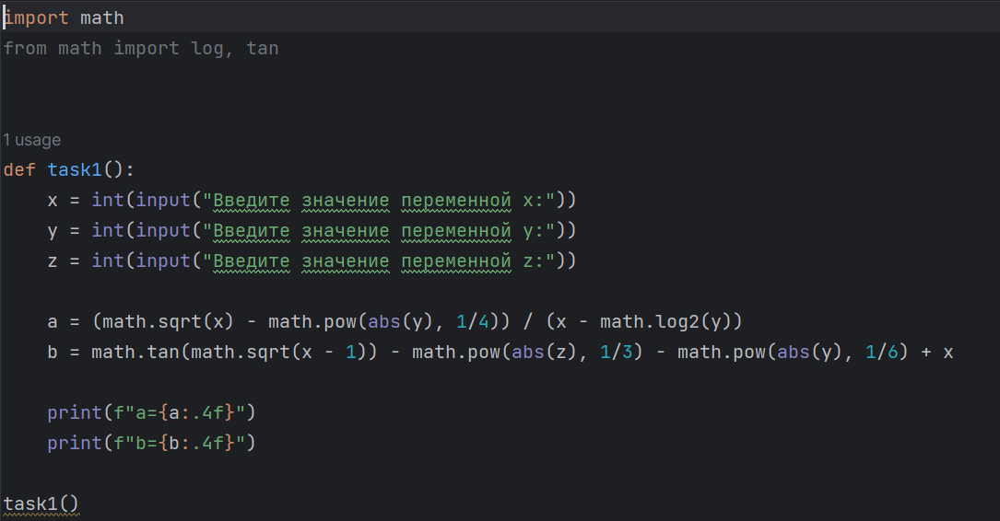 import math
from math import log, tan
1 usage
def task1():
    x = int(input("Введите значение переменной x:"))
    y = int(input("Введите значение переменной y:"))
    z = int(input("Введите значение переменной z:"))
    a = (math.sqrt(x) - math.pow(abs(y), 1/4)) / (x - math.log2(y))
    b = math.tan(math.sqrt(x - 1)) - math.pow(abs(z), 1/3) - math.pow(abs(y), 1/6) + x
    print(f"a={a:.4f}")
    print(f"b={b:.4f}")
task1()